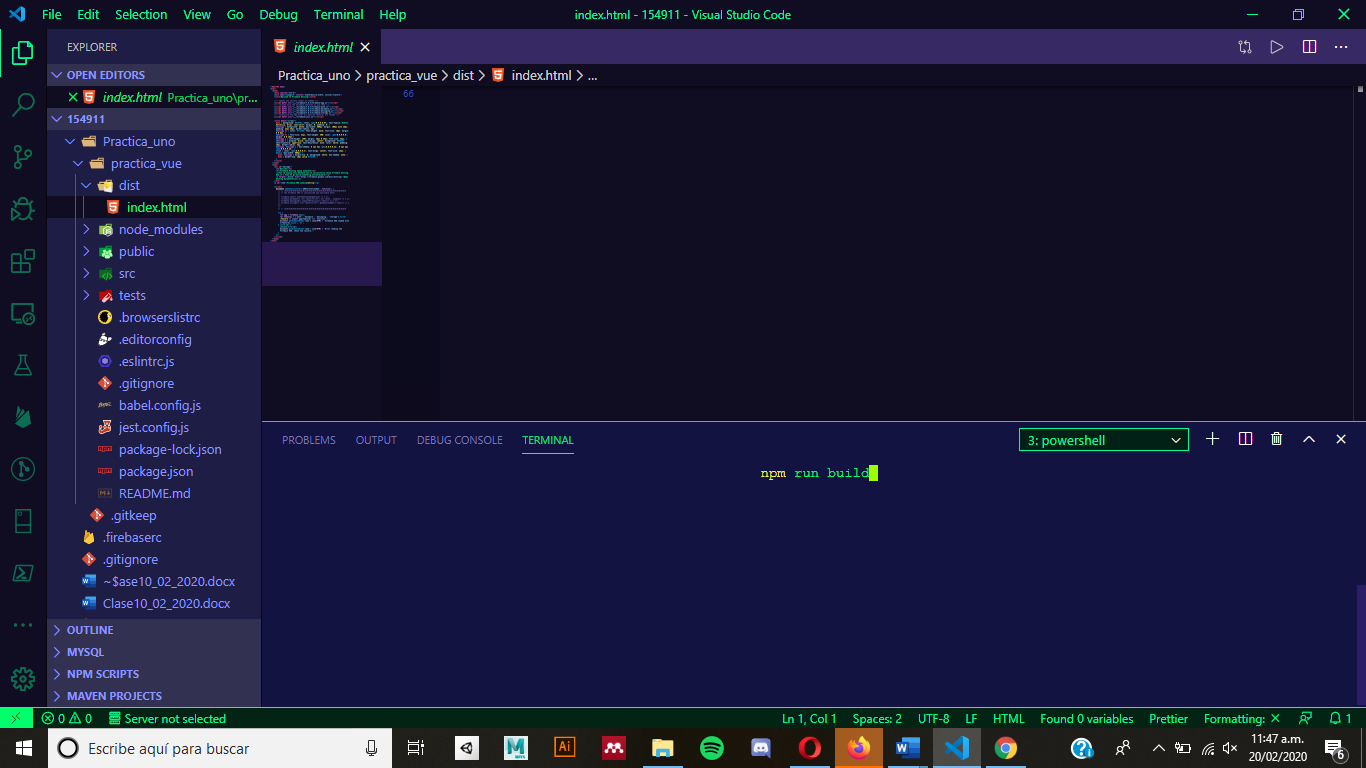 File Edit Selection View Go Debug Terminal Help
index.html - 154911 - Visual Studio Code
EXPLORER
OPEN EDITORS
index.html Practica_uno\pr...
154911
Practica_uno
practica_vue
dist
index.html
node_modules
public
src
tests
.browserslistrc
.editorconfig
.eslintrc.js
.gitignore
babel.config.js
jest.config.js
package-lock.json
package.json
README.md
.gitkeep
.firebaserc
.gitignore
~$ase10_02_2020.docx
Clase10_02_2020.docx
OUTLINE
MYSQL
NPM SCRIPTS
MAVEN PROJECTS
index.html
Practica_uno > practica_vue > dist > index.html > ...
66
PROBLEMS OUTPUT DEBUG CONSOLE TERMINAL
3: powershell
npm run build
0 0 Server not selected
Ln 1, Col 1 Spaces: 2 UTF-8 LF HTML Found 0 variables Prettier Formatting: × 1
Escribe aquí para buscar
11:47 a.m.
20/02/2020
6